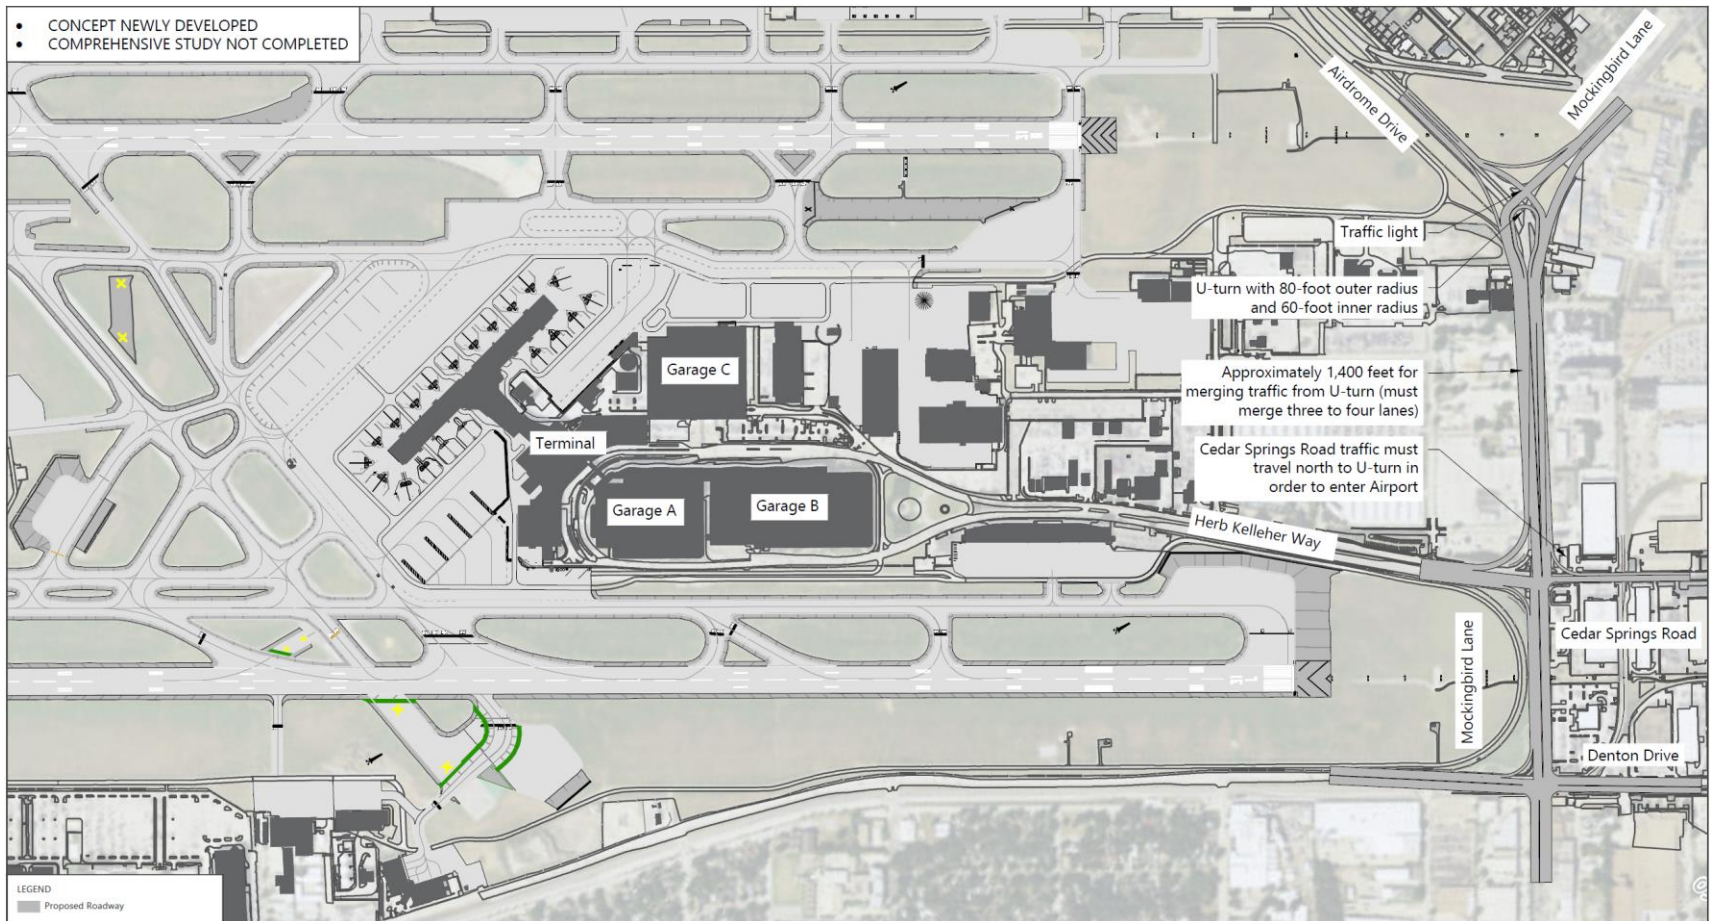 • CONCEPT NEWLY DEVELOPED
• COMPREHENSIVE STUDY NOT COMPLETED
Mockingbird Lane
Airdrome Drive
Traffic light
U-turn with 80-foot outer radius
and 60-foot inner radius
Approximately 1,400 feet for
merging traffic from U-turn (must
merge three to four lanes)
Cedar Springs Road traffic must
travel north to U-turn in
order to enter Airport
Garage C
Terminal
Garage A
Garage B
Herb Kelleher Way
Mockingbird Lane
Cedar Springs Road
Denton Drive
LEGEND
Proposed Roadway